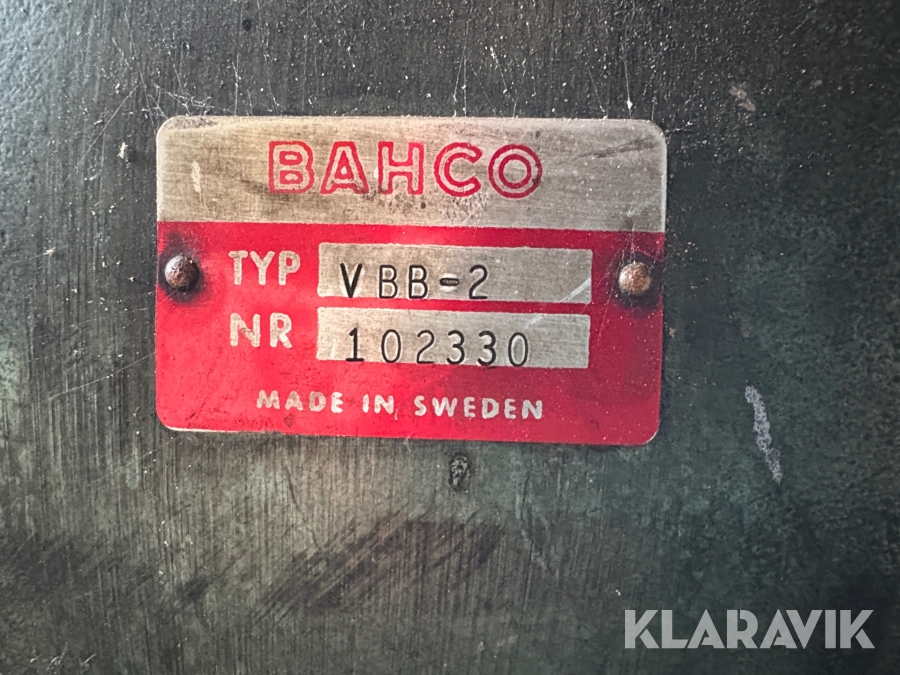 BAHCO
TYP VBB-2
NR 102330
MADE IN SWEDEN
KLARAVIK